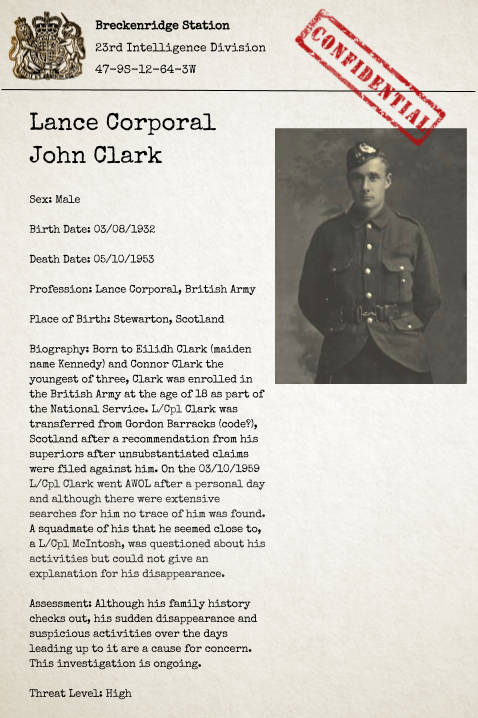 Breckenridge Station
23rd Intelligence Division
47-9S-12-64-3W
CONFIDENTIAL
Lance Corporal
John Clark
Sex: Male
Birth Date: 03/08/1932
Death Date: 05/10/1953
Profession: Lance Corporal, British Army
Place of Birth: Stewarton, Scotland
Biography: Born to Eilidh Clark (maiden
name Kennedy) and Connor Clark the
youngest of three, Clark was enrolled in
the British Army at the age of 18 as part of
the National Service. L/Cpl Clark was
transferred from Gordon Barracks (code?),
Scotland after a recommendation from his
superiors after unsubstantiated claims
were filed against him. On the 03/10/1959
L/Cpl Clark went AWOL after a personal day
and although there were extensive
searches for him no trace of him was found.
A squadmate of his that he seemed close to,
a L/Cpl McIntosh, was questioned about his
activities but could not give an
explanation for his disappearance.
Assessment: Although his family history
checks out, his sudden disappearance and
suspicious activities over the days
leading up to it are a cause for concern.
This investigation is ongoing.
Threat Level: High